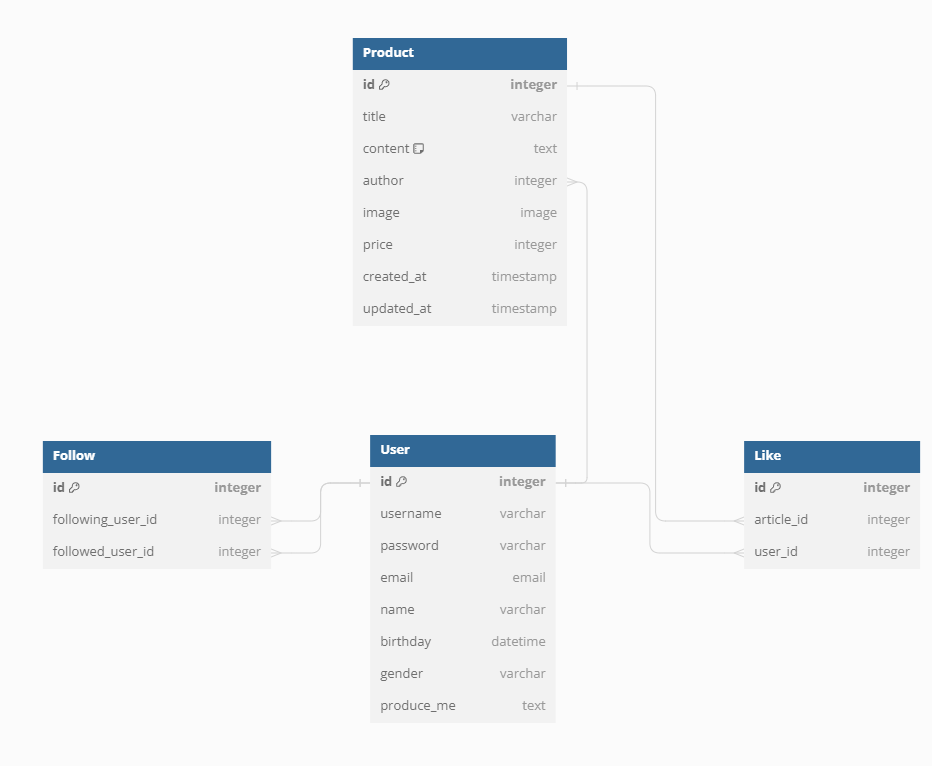 Product
id integer
title varchar
content text
author integer
image image
price integer
created_at timestamp
updated_at timestamp
Follow
id integer
following_user_id integer
followed_user_id integer
User
id integer
username varchar
password varchar
email email
name varchar
birthday datetime
gender varchar
produce_me text
Like
id integer
article_id integer
user_id integer